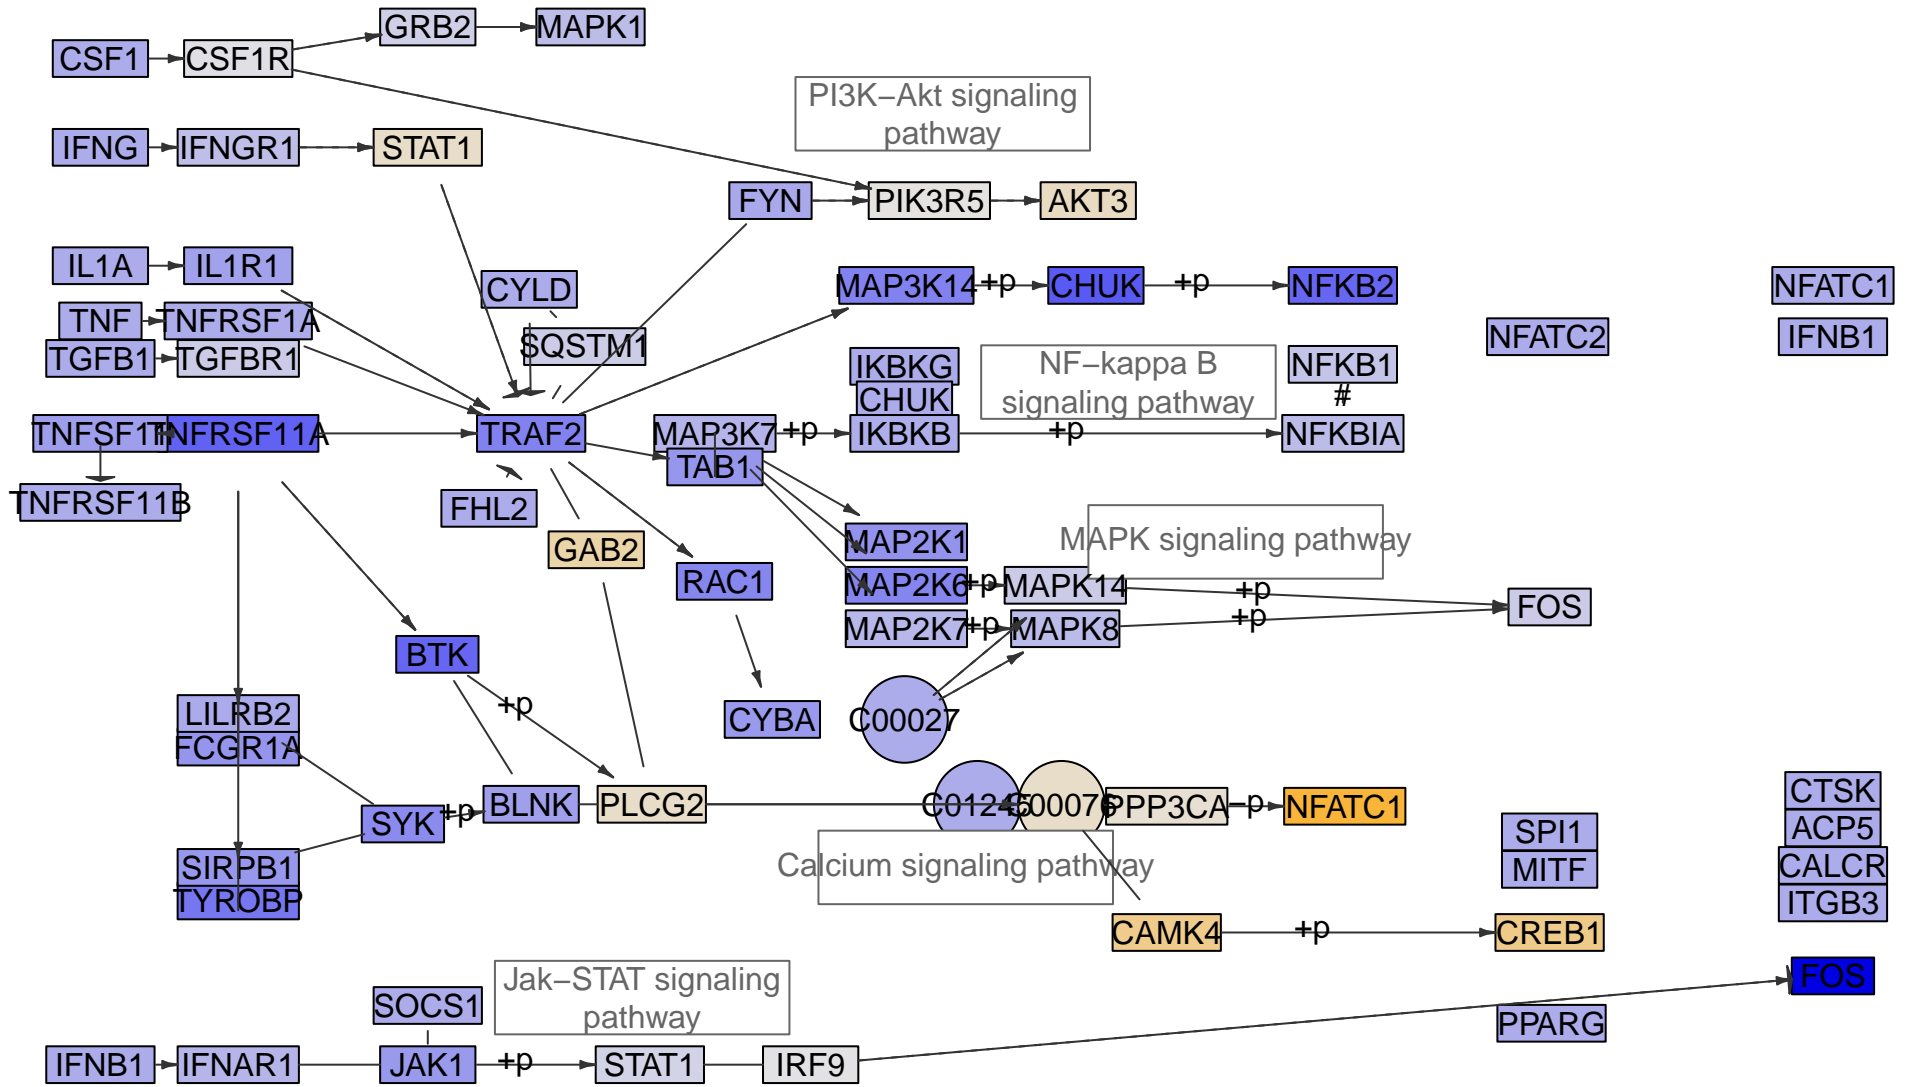 GRB2
MAPK1
CSF1
CSF1R
PI3K−Akt signaling
pathway
IFNG
IFNGR1
STAT1
FYN
PIK3R5
AKT3
IL1A
IL1R1
CYLD
MAP3K14
+p
CHUK
+p
NFKB2
NFATC1
TNF
TNFRSF1A
SQSTM1
NFATC2
IFNB1
TGFB1
TGFBR1
IKBKG
NF−kappa B
signaling pathway
NFKB1
#
CHUK
TNFRSF11A
TRAF2
MAP3K7
+p
IKBKB
+p
NFKBIA
TAB1
TNFRSF11B
FHL2
GAB2
MAP2K1
MAPK signaling pathway
RAC1
MAP2K6
+p
MAPK14
+p
FOS
MAP2K7
+p
MAPK8
+p
BTK
+p
LILRB2
CYBA
C00027
FCGR1A
SYK
+p
BLNK
PLCG2
C00076
PPP3CA
−p
NFATC1
CTSK
SPI1
ACP5
SIRPB1
Calcium signaling pathway
MITF
CALCR
TYROBP
ITGB3
CAMK4
+p
CREB1
Jak−STAT signaling
pathway
FOS
SOCS1
PPARG
IFNB1
IFNAR1
JAK1
+p
STAT1
IRF9